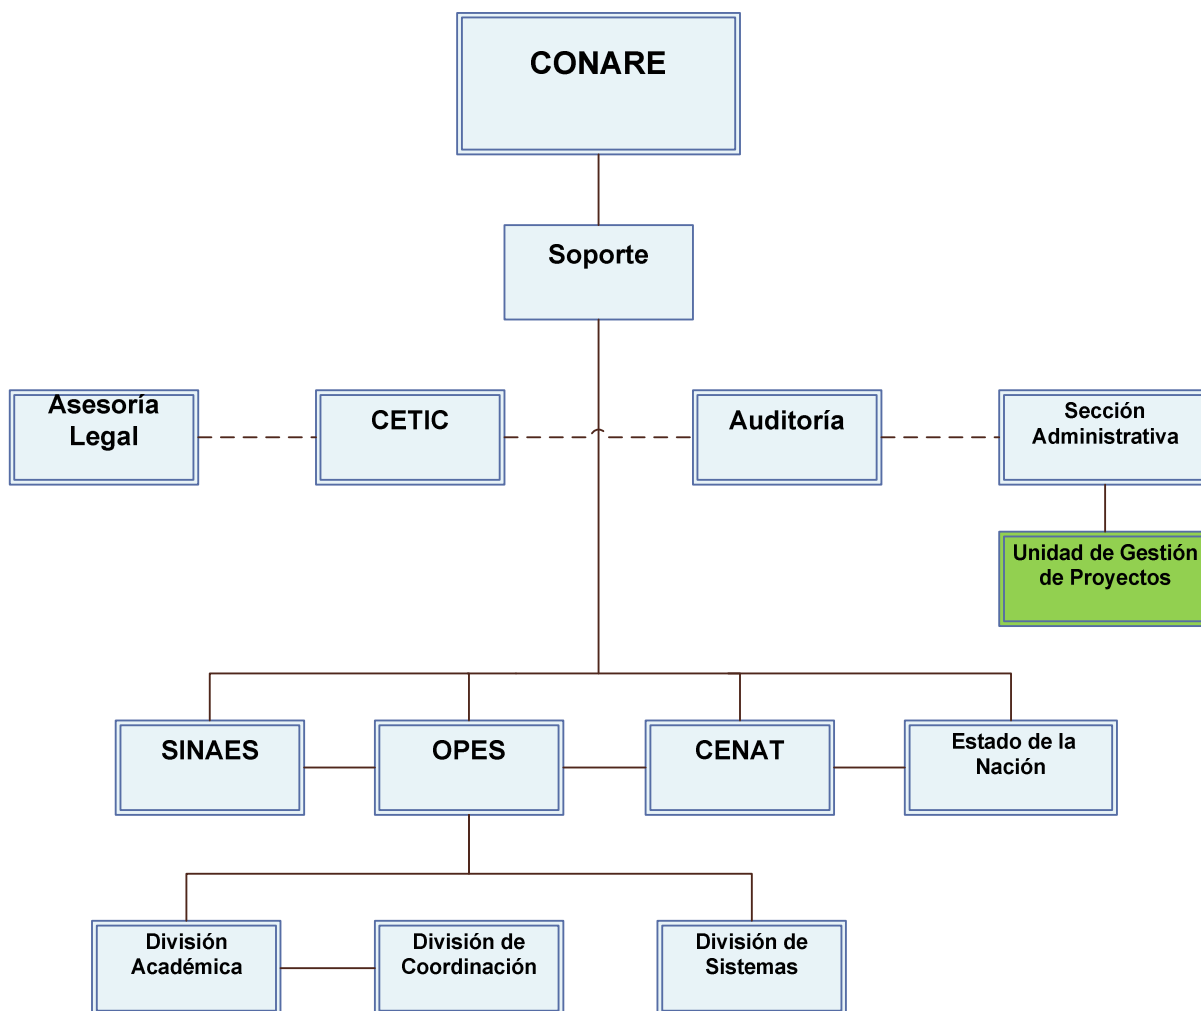 CONARE
Soporte
Asesoría
Legal
CETIC
Auditoría
Sección
Administrativa
Unidad de Gestión
de Proyectos
SINAES
OPES
CENAT
Estado de la
Nación
División
Académica
División de
Coordinación
División de
Sistemas